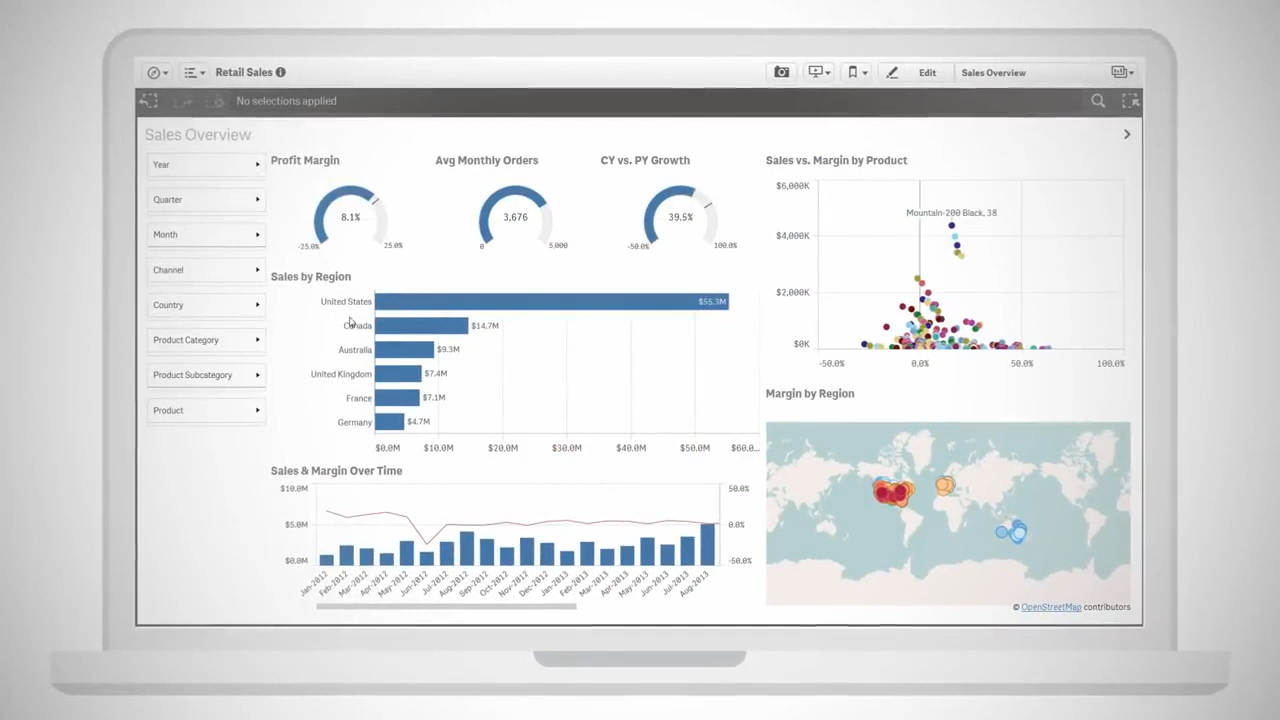 Retail Sales
Edit
Sales Overview
No selections applied
Sales Overview
Year
Quarter
Month
Channel
Country
Product Category
Product Subcategory
Product
Profit Margin
8.1%
-25.0%
25.0%
Avg Monthly Orders
3,676
0
5,000
CY vs. PY Growth
39.5%
-50.0%
100.0%
Sales by Region
United States
$55.3M
Canada
$14.7M
Australia
$9.3M
United Kingdom
$7.4M
France
$7.1M
Germany
$4.7M
$0.0M $10.0M $20.0M $30.0M $40.0M $50.0M $60.0...
Sales & Margin Over Time
$10.0M
$5.0M
$0.0M
50.0%
0.0%
-50.0%
Jan-2012
Feb-2012
Mar-2012
Apr-2012
May-2012
Jun-2012
Jul-2012
Aug-2012
Sep-2012
Oct-2012
Nov-2012
Dec-2012
Jan-2013
Feb-2013
Mar-2013
Apr-2013
May-2013
Jun-2013
Jul-2013
Aug-2013
Sales vs. Margin by Product
$6,000K
$4,000K
$2,000K
$0K
Mountain-200 Black, 38
-50.0% 0.0% 50.0% 100.0%
Margin by Region
© OpenStreetMap contributors